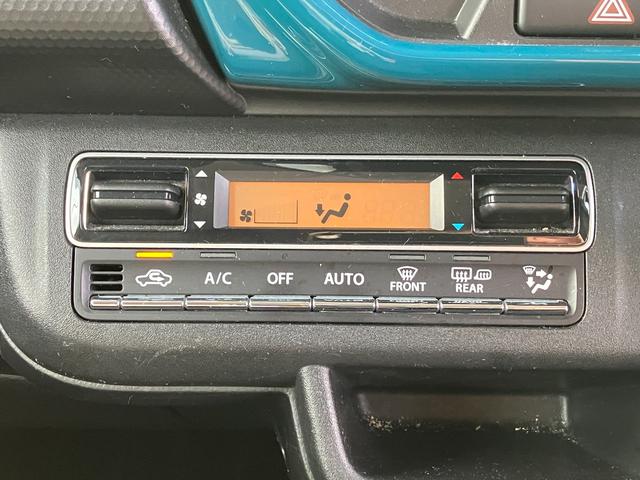 A/C OFF AUTO FRONT REAR